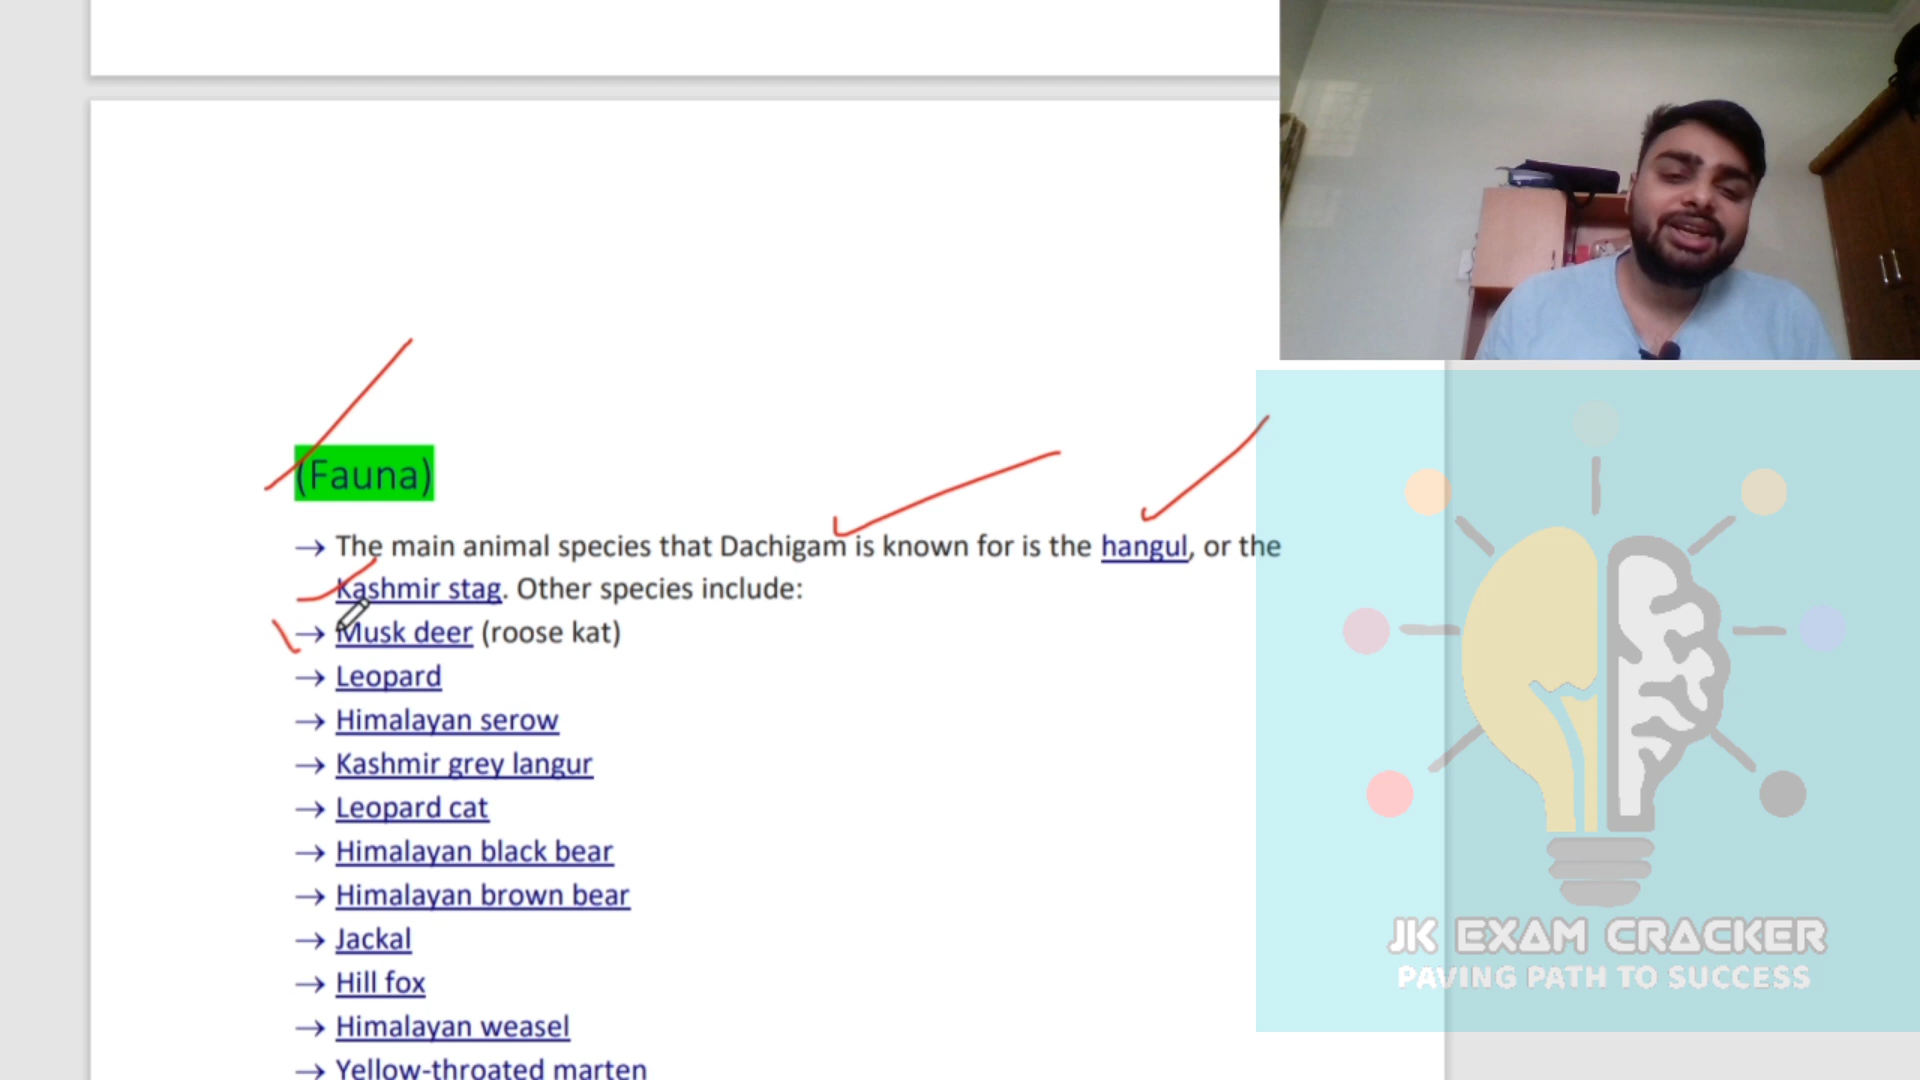 (Fauna)
→ The main animal species that Dachigam is known for is the hangul, or the
Kashmir stag. Other species include:
→ Musk deer (roose kat)
→ Leopard
→ Himalayan serow
→ Kashmir grey langur
→ Leopard cat
→ Himalayan black bear
→ Himalayan brown bear
→ Jackal
→ Hill fox
→ Himalayan weasel
→ Yellow-throated marten
JK EXAM CRACKER
PAVING PATH TO SUCCESS